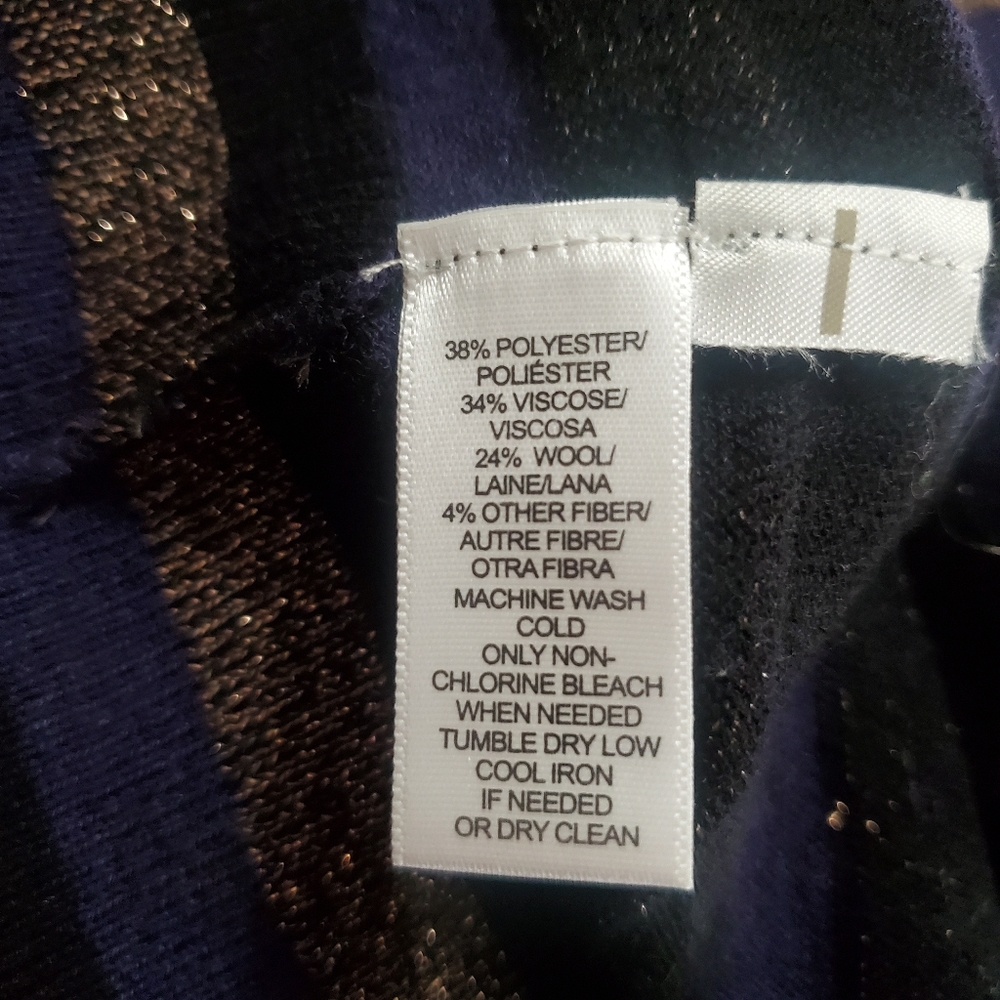 38% POLYESTER/
POLIÉSTER
34% VISCOSE/
VISCOSA
24% WOOL/
LAINE/LANA
4% OTHER FIBER/
AUTRE FIBRE/
OTRA FIBRA
MACHINE WASH
COLD
ONLY NON-
CHLORINE BLEACH
WHEN NEEDED
TUMBLE DRY LOW
COOL IRON
IF NEEDED
OR DRY CLEAN